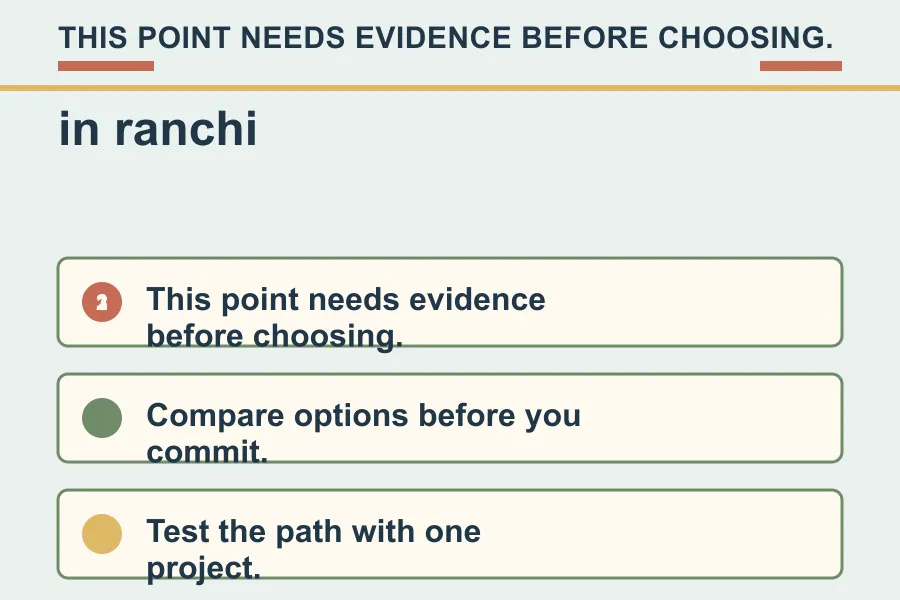 THIS POINT NEEDS EVIDENCE BEFORE CHOOSING.
in ranchi
This point needs evidence
before choosing.
Compare options before you
commit.
Test the path with one
project.